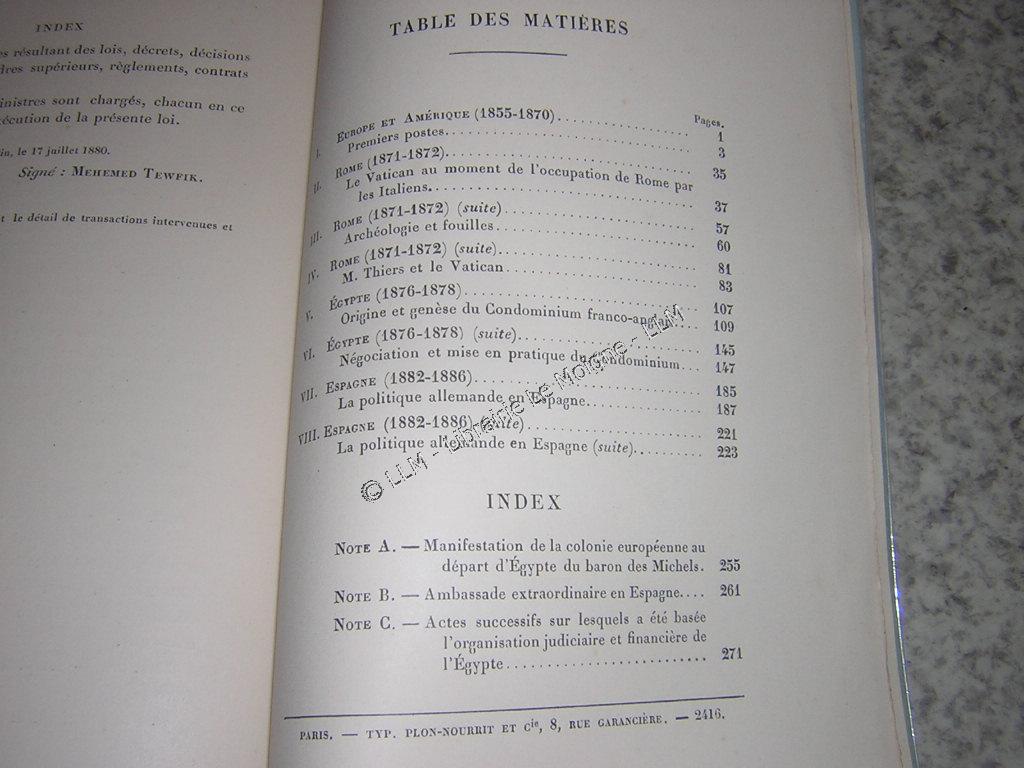 INDEX
es résultant des lois, décrets, décisions
dres supérieurs, règlements, contrats
inistres sont chargés, chacun en ce
écution de la présente loi.
in, le 17 juillet 1880.
Signé : MEHEMED TEWFIK.
t le détail de transactions intervenues et
TABLE DES MATIÈRES
Pages.
I. EUROPE ET AMÉRIQUE (1855-1870) 1
Premiers postes 3
II. ROME (1871-1872) 35
Le Vatican au moment de l'occupation de Rome par
les Italiens 37
III. ROME (1871-1872) (suite) 57
Archéologie et fouilles 60
IV. ROME (1871-1872) (suite) 81
M. Thiers et le Vatican 83
V. ÉGYPTE (1876-1878) 107
Origine et genèse du Condominium franco-anglais 109
VI. ÉGYPTE (1876-1878) (suite) 145
Négociation et mise en pratique du Condominium 147
VII. ESPAGNE (1882-1886) 185
La politique allemande en Espagne 187
VIII. ESPAGNE (1882-1886) (suite) 221
La politique allemande en Espagne (suite) 223
© LLM - Librairie Le Moigne - LLM
INDEX
NOTE A. — Manifestation de la colonie européenne au
départ d'Égypte du baron des Michels. 255
NOTE B. — Ambassade extraordinaire en Espagne.... 261
NOTE C. — Actes successifs sur lesquels a été basée
l'organisation judiciaire et financière de
l'Égypte 271
PARIS. — TYP. PLON-NOURRIT ET Cie, 8, RUE GARANCIÈRE. — 2416.